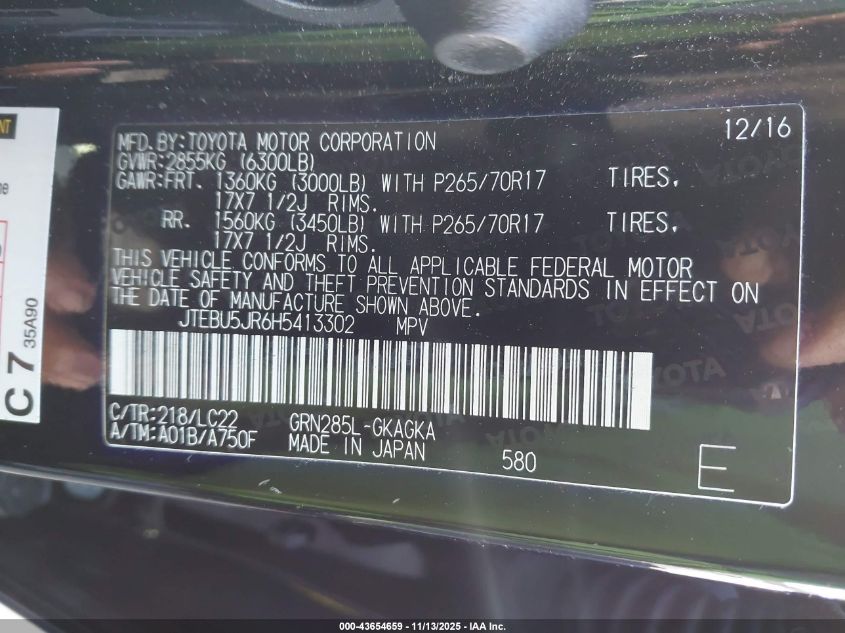 12/16
MFD.BY:TOYOTA MOTOR CORPORATION
GVWR:2855KG (6300LB)
GAWR:FRT. 1360KG (3000LB) WITH P265/70R17 TIRES,
17X7 1/2J RIMS.
RR. 1560KG (3450LB) WITH P265/70R17 TIRES,
17X7 1/2J RIMS.
THIS VEHICLE CONFORMS TO ALL APPLICABLE FEDERAL MOTOR
VEHICLE SAFETY AND THEFT PREVENTION STANDARDS IN EFFECT ON
THE DATE OF MANUFACTURE SHOWN ABOVE.
JTEBU5JR6H5413302 MPV
C/TR:218/LC22 GRN285L-GKAGKA
A/TM:A01B/A750F MADE IN JAPAN 580 E
C 7 35A90
TOYOTA
000-43654659 - 11/13/2025 - IAA Inc.